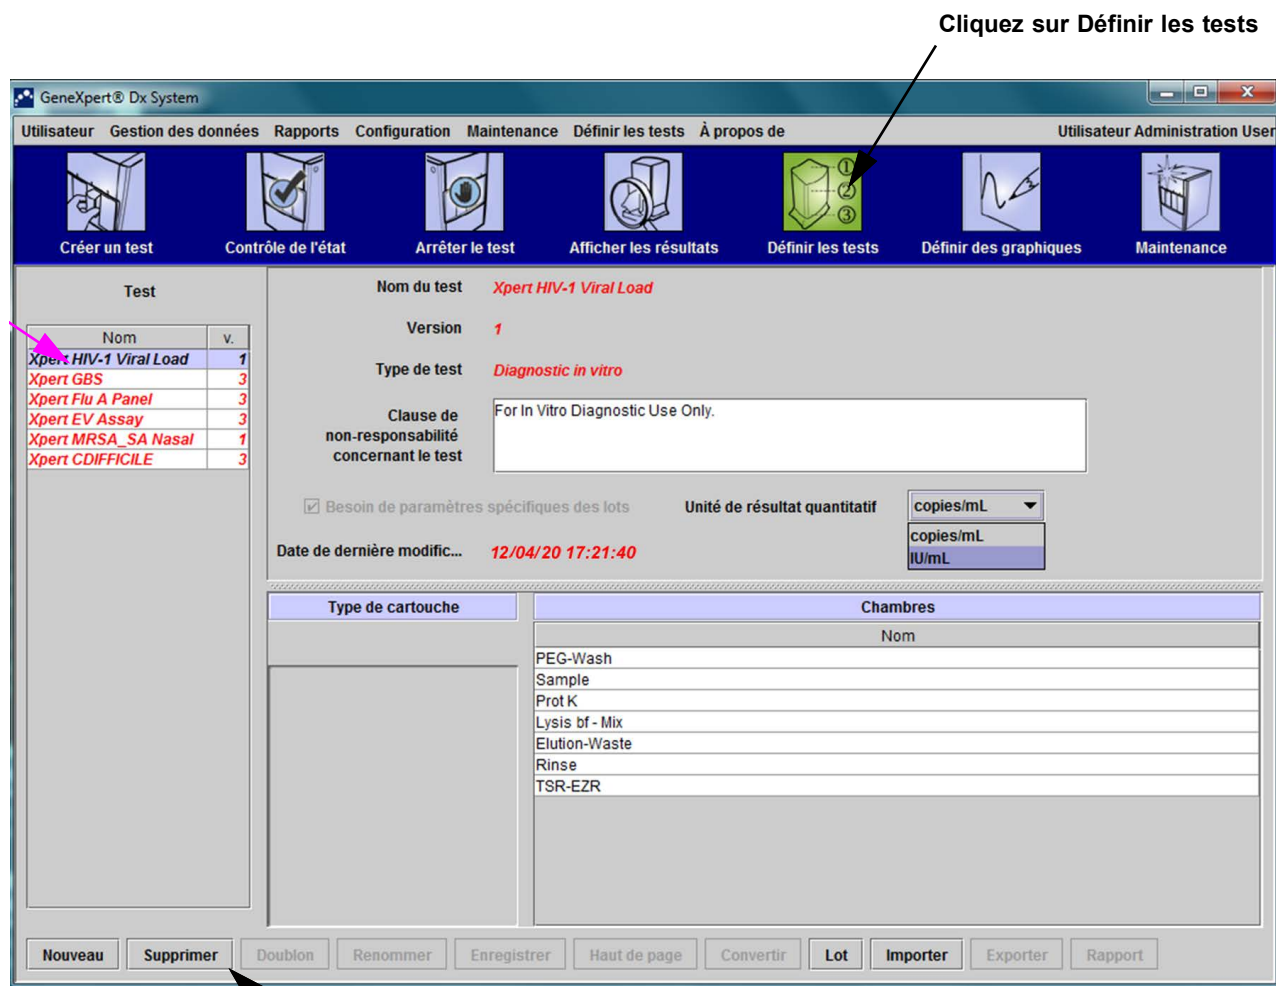 Cliquez sur Définir les tests
GeneXpert® Dx System
Utilisateur Gestion des données Rapports Configuration Maintenance Définir les tests À propos de Utilisateur Administration User
Créer un test Contrôle de l'état Arrêter le test Afficher les résultats Définir les tests Définir des graphiques Maintenance
Test
Nom v.
Xpert HIV-1 Viral Load 1
Xpert GBS 3
Xpert Flu A Panel 3
Xpert EV Assay 3
Xpert MRSA_SA Nasal 1
Xpert CDIFFICILE 3
Nom du test Xpert HIV-1 Viral Load
Version 1
Type de test Diagnostic in vitro
Clause de
non-responsabilité
concernant le test
For In Vitro Diagnostic Use Only.
Besoin de paramètres spécifiques des lots Unité de résultat quantitatif copies/mL
copies/mL
IU/mL
Date de dernière modific... 12/04/20 17:21:40
Type de cartouche Chambres
Nom
PEG-Wash
Sample
Prot K
Lysis bf - Mix
Elution-Waste
Rinse
TSR-EZR
Nouveau Supprimer Doublon Renommer Enregistrer Haut de page Convertir Lot Importer Exporter Rapport